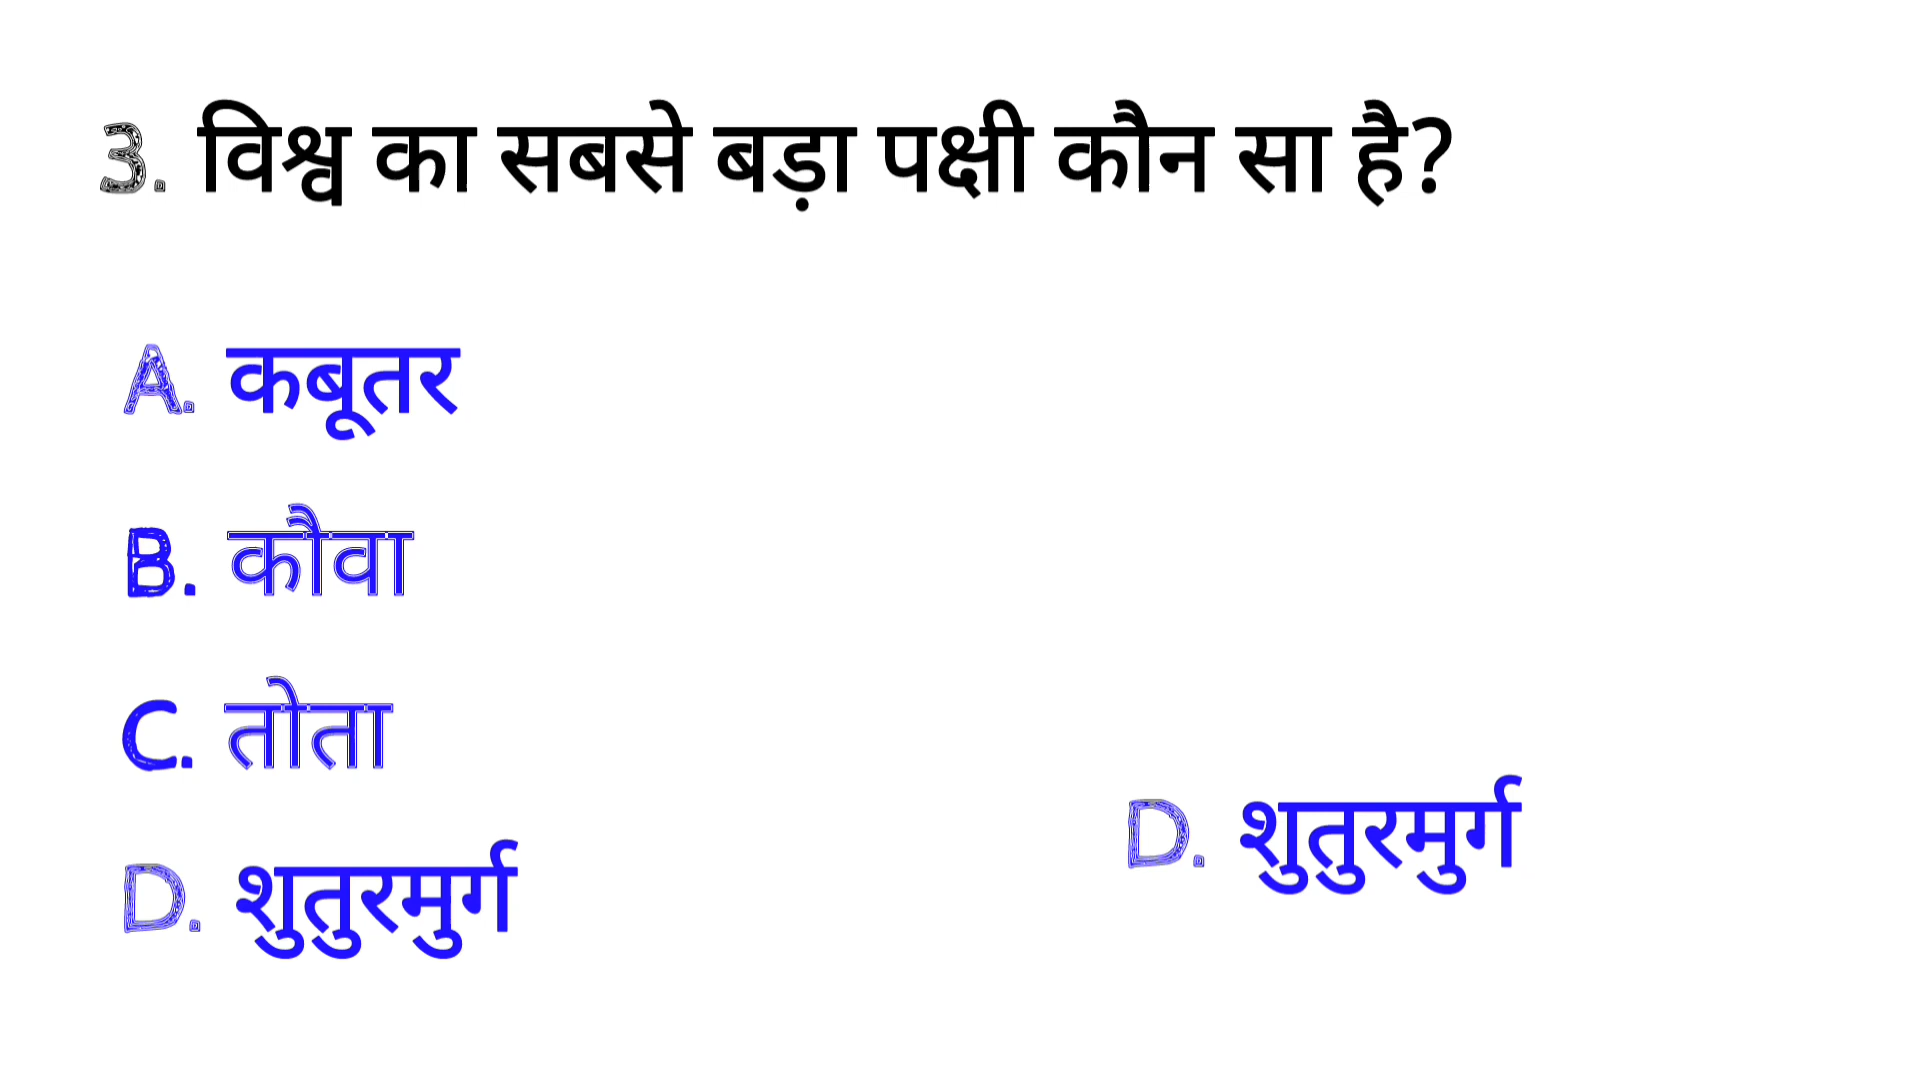 3. विश्व का सबसे बड़ा पक्षी कौन सा है?
A. कबूतर
B. कौवा
C. तोता
D. शुतुरमुर्ग
D. शुतुरमुर्ग